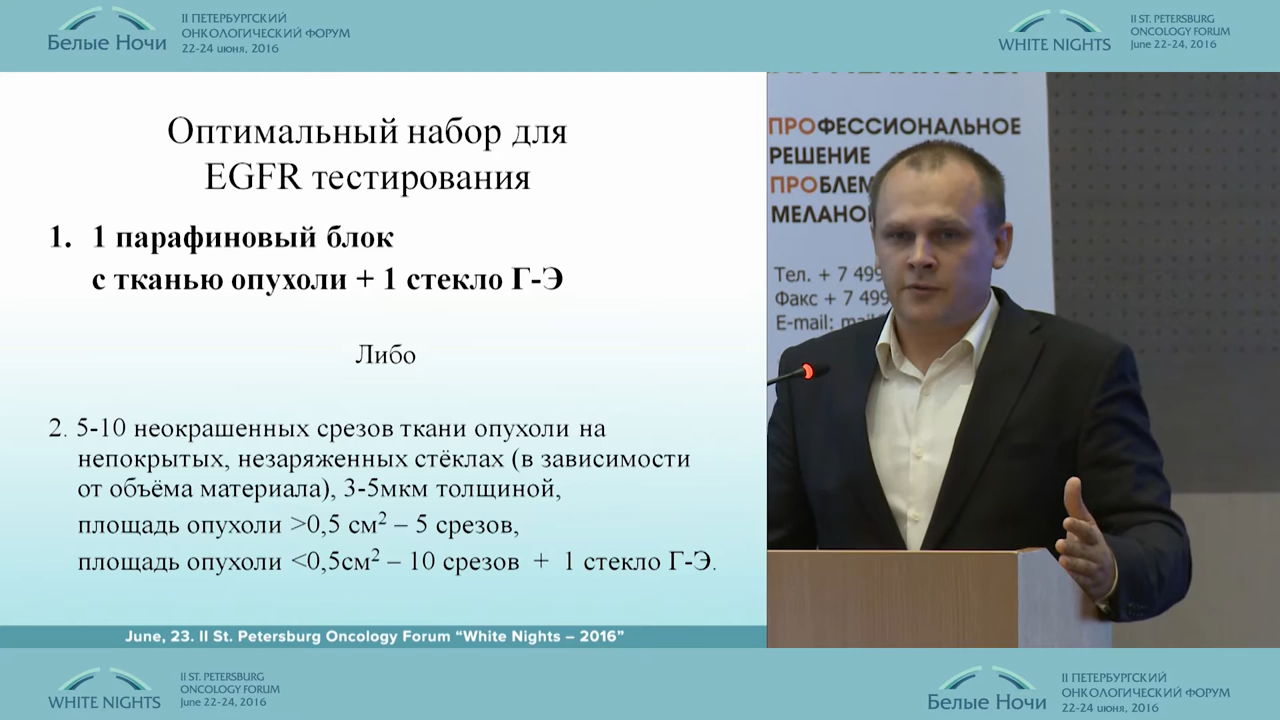 Белые Ночи
II ПЕТЕРБУРГСКИЙ
ОНКОЛОГИЧЕСКИЙ ФОРУМ
22-24 июня, 2016
WHITE NIGHTS
II ST. PETERSBURG
ONCOLOGY FORUM
June 22-24, 2016
Оптимальный набор для
EGFR тестирования
1. 1 парафиновый блок
с тканью опухоли + 1 стекло Г-Э
Либо
2. 5-10 неокрашенных срезов ткани опухоли на
непокрытых, незаряженных стёклах (в зависимости
от объёма материала), 3-5мкм толщиной,
площадь опухоли >0,5 см² – 5 срезов,
площадь опухоли <0,5см² – 10 срезов + 1 стекло Г-Э.
June, 23. II St. Petersburg Oncology Forum “White Nights – 2016”
ПРОФЕССИОНАЛЬНОЕ
РЕШЕНИЕ
ПРОБЛЕМ
МЕЛАНО
Тел. + 7 499
Факс + 7 499
E-mail:
WHITE NIGHTS
II ST. PETERSBURG
ONCOLOGY FORUM
June 22-24, 2016
Белые Ночи
II ПЕТЕРБУРГСКИЙ
ОНКОЛОГИЧЕСКИЙ ФОРУМ
22-24 июня, 2016